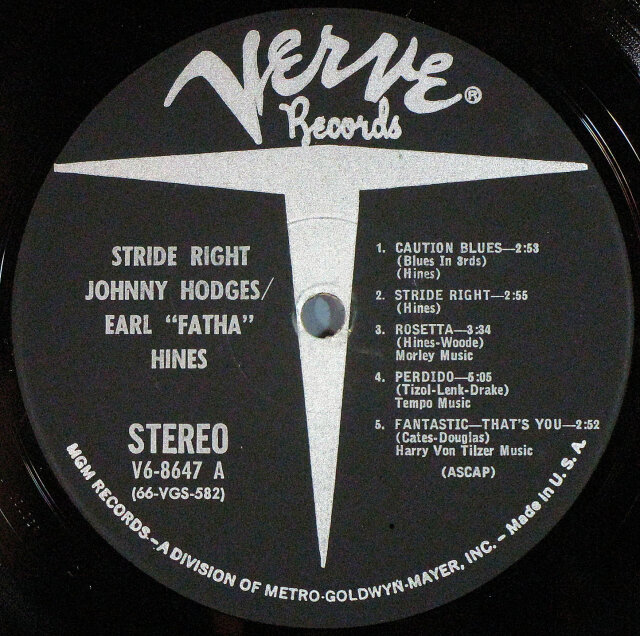 VERVE®
Records
STRIDE RIGHT
JOHNNY HODGES/
EARL "FATHA"
HINES
STEREO
V6-8647 A
(66-VGS-582)
1. CAUTION BLUES—2:53
(Blues In 3rds)
(Hines)
2. STRIDE RIGHT—2:55
(Hines)
3. ROSETTA—3:34
(Hines-Woode)
Morley Music
4. PERDIDO—5:05
(Tizol-Lenk-Drake)
Tempo Music
5. FANTASTIC—THAT'S YOU—2:52
(Cates-Douglas)
Harry Von Tilzer Music
(ASCAP)
MGM RECORDS—A DIVISION OF METRO-GOLDWYN-MAYER, INC. – Made in U. S. A.